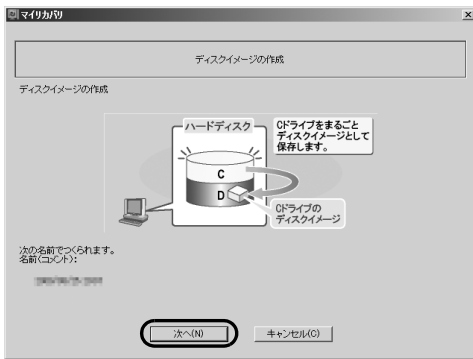 マイリカバリ
ディスクイメージの作成
ディスクイメージの作成
ハードディスク
Cドライブをまるごと
ディスクイメージとして
保存します。
C
D
Cドライブの
ディスクイメージ
次の名前でつくられます。
名前(コメント):
次へ(N)
キャンセル(C)